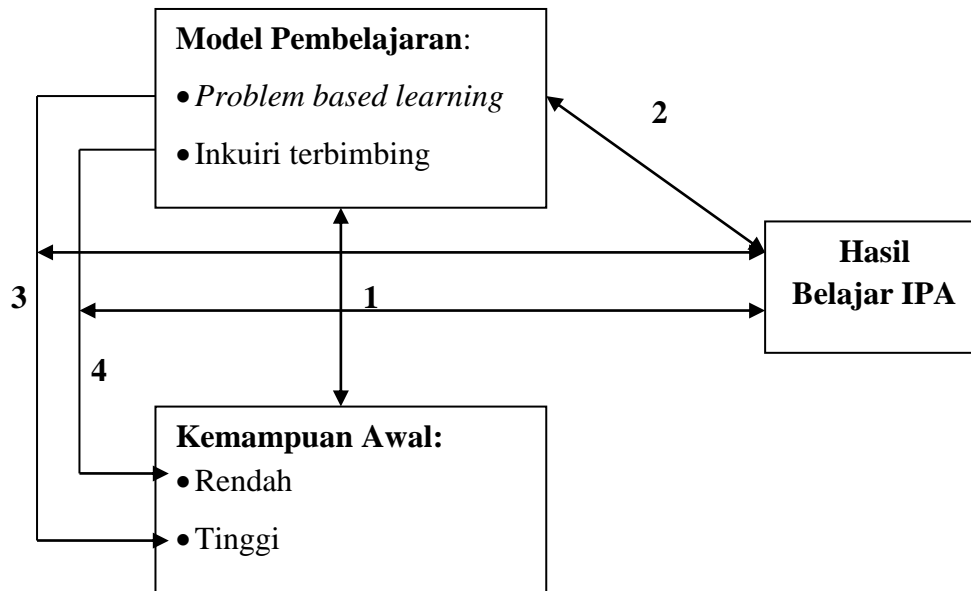 Model Pembelajaran:
• Problem based learning
• Inkuiri terbimbing
2
Hasil
Belajar IPA
3
1
4
Kemampuan Awal:
• Rendah
• Tinggi